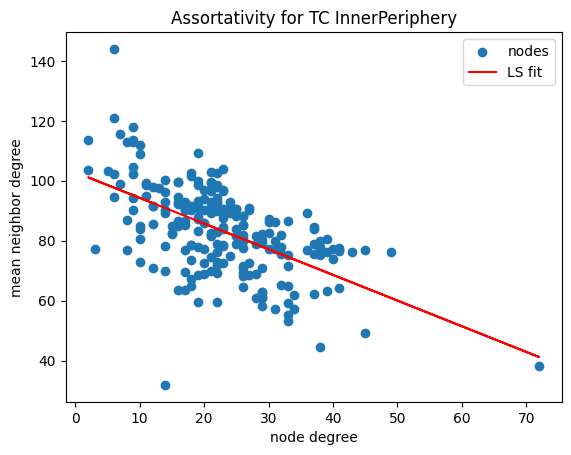 Assortativity for TC InnerPeriphery
nodes
LS fit
mean neighbor degree
140
120
100
80
60
40
0 10 20 30 40 50 60 70
node degree